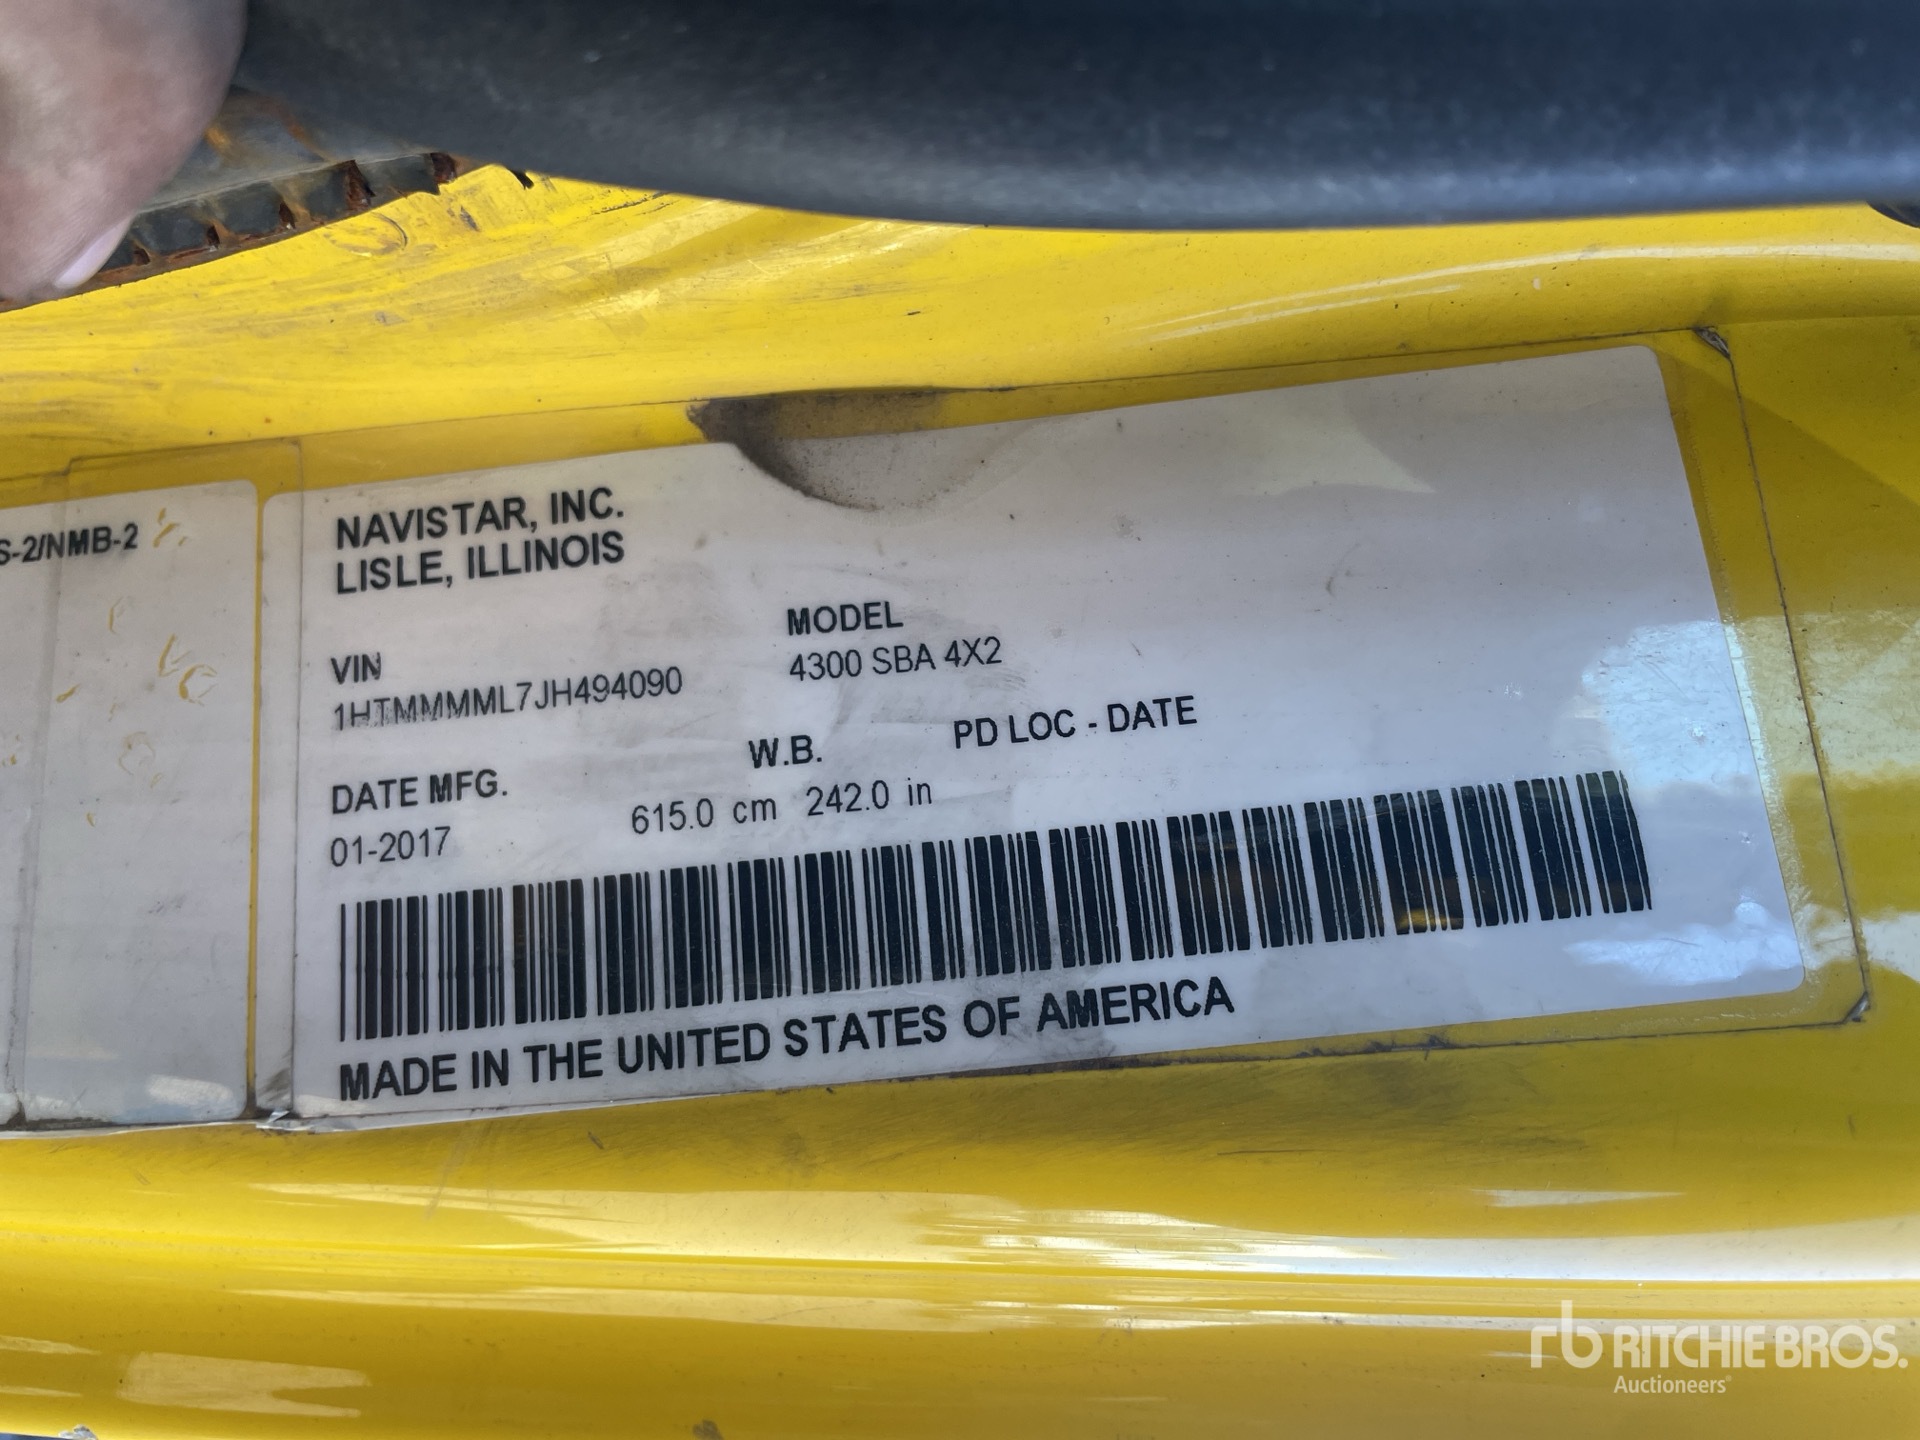 S-2/NMB-2
NAVISTAR, INC.
LISLE, ILLINOIS
VIN
1HTMMMML7JH494090
MODEL
4300 SBA 4X2
DATE MFG.
01-2017
W.B.
615.0 cm 242.0 in
PD LOC - DATE
MADE IN THE UNITED STATES OF AMERICA
rb RITCHIE BROS.
Auctioneers®